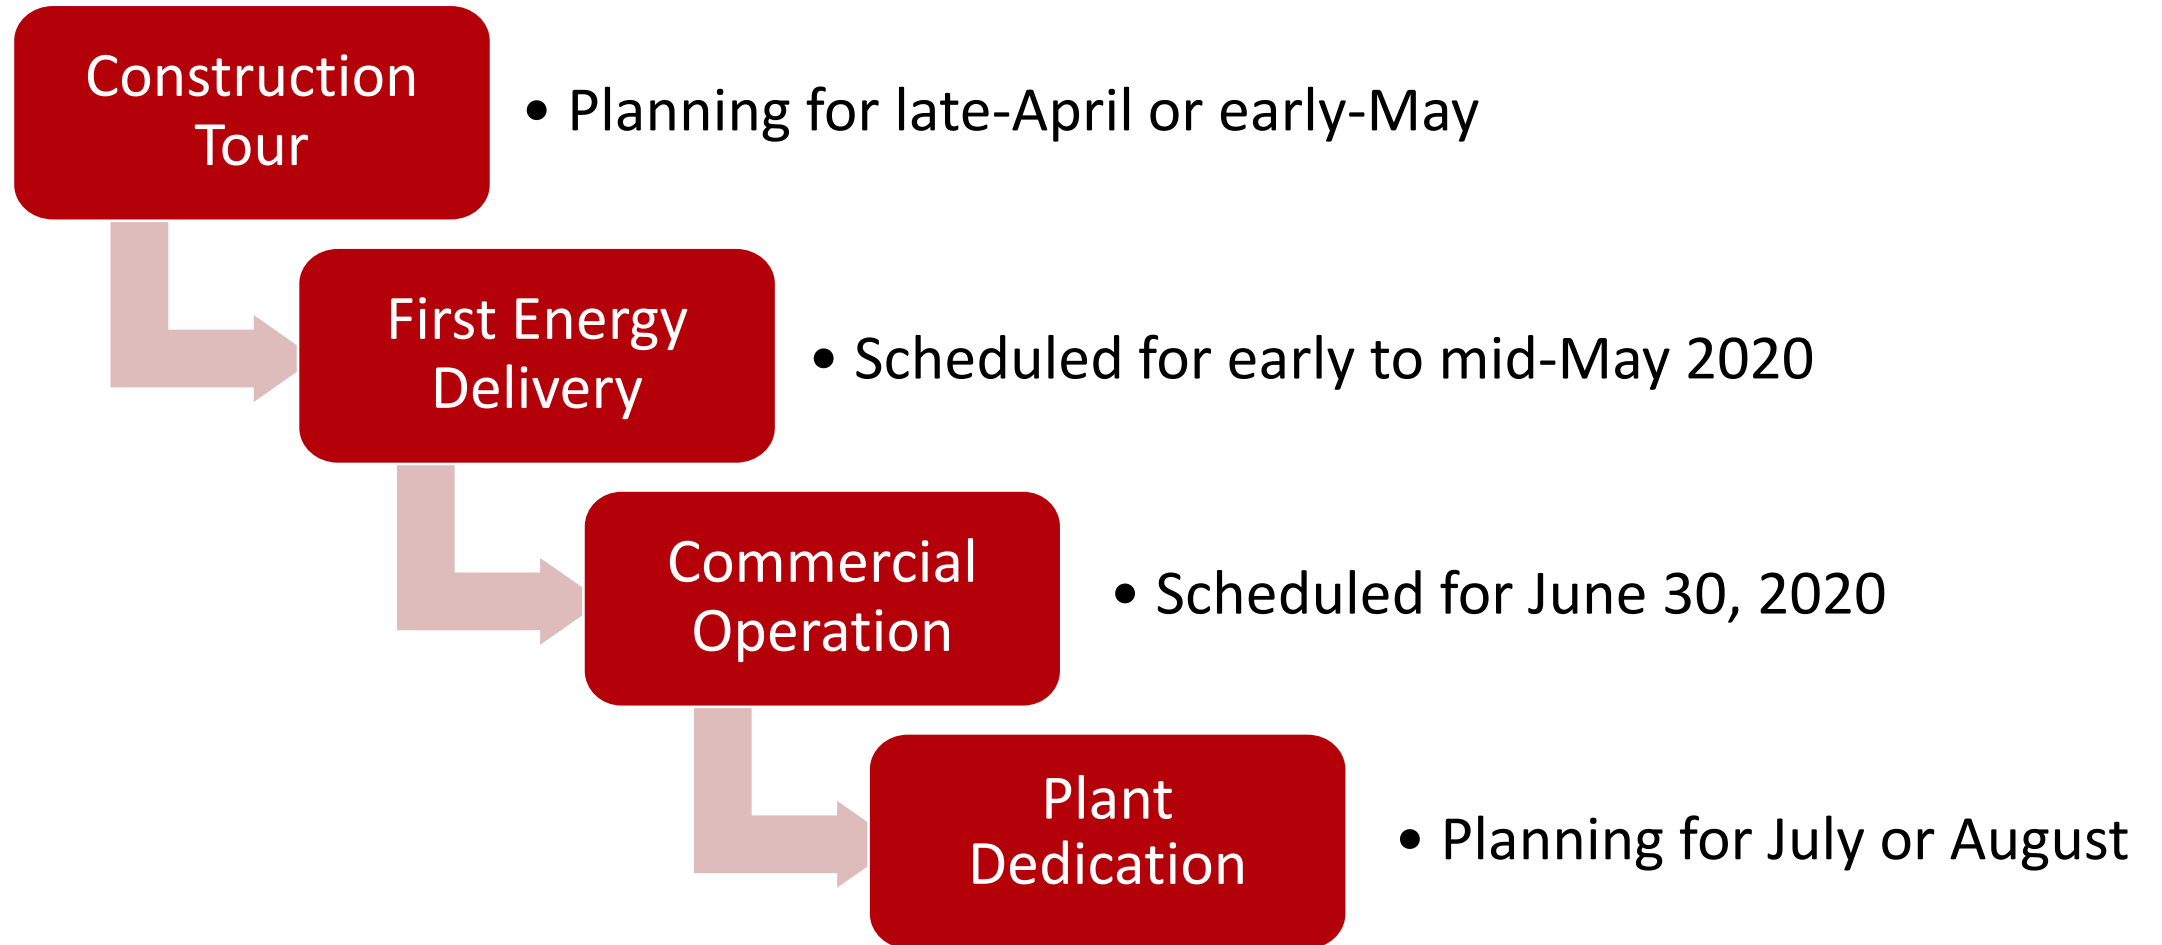 Construction
Tour
• Planning for late-April or early-May
First Energy
Delivery
• Scheduled for early to mid-May 2020
Commercial
Operation
• Scheduled for June 30, 2020
Plant
Dedication
• Planning for July or August